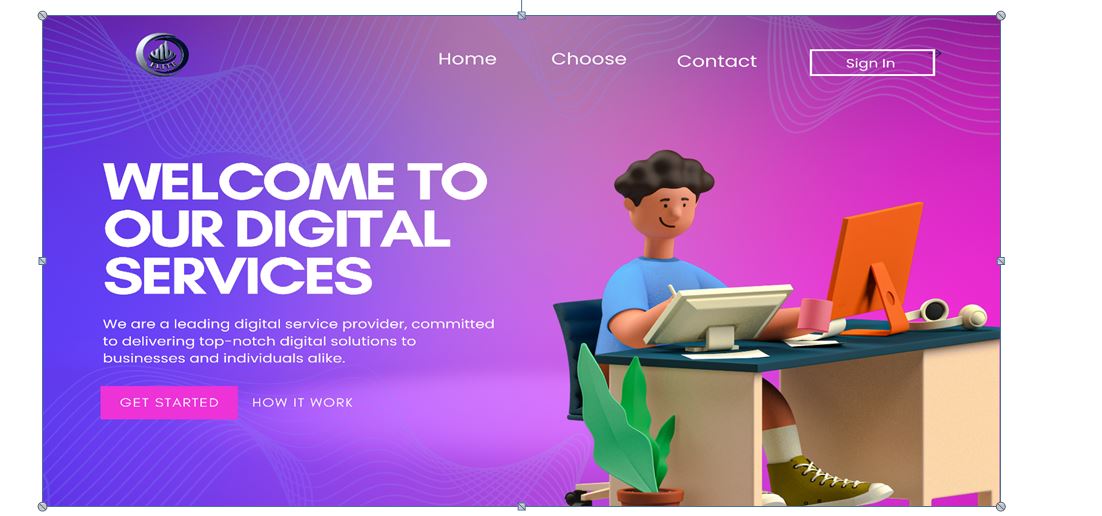 Home
Choose
Contact
Sign In
WELCOME TO
OUR DIGITAL
SERVICES
We are a leading digital service provider, committed
to delivering top-notch digital solutions to
businesses and individuals alike.
GET STARTED
HOW IT WORK